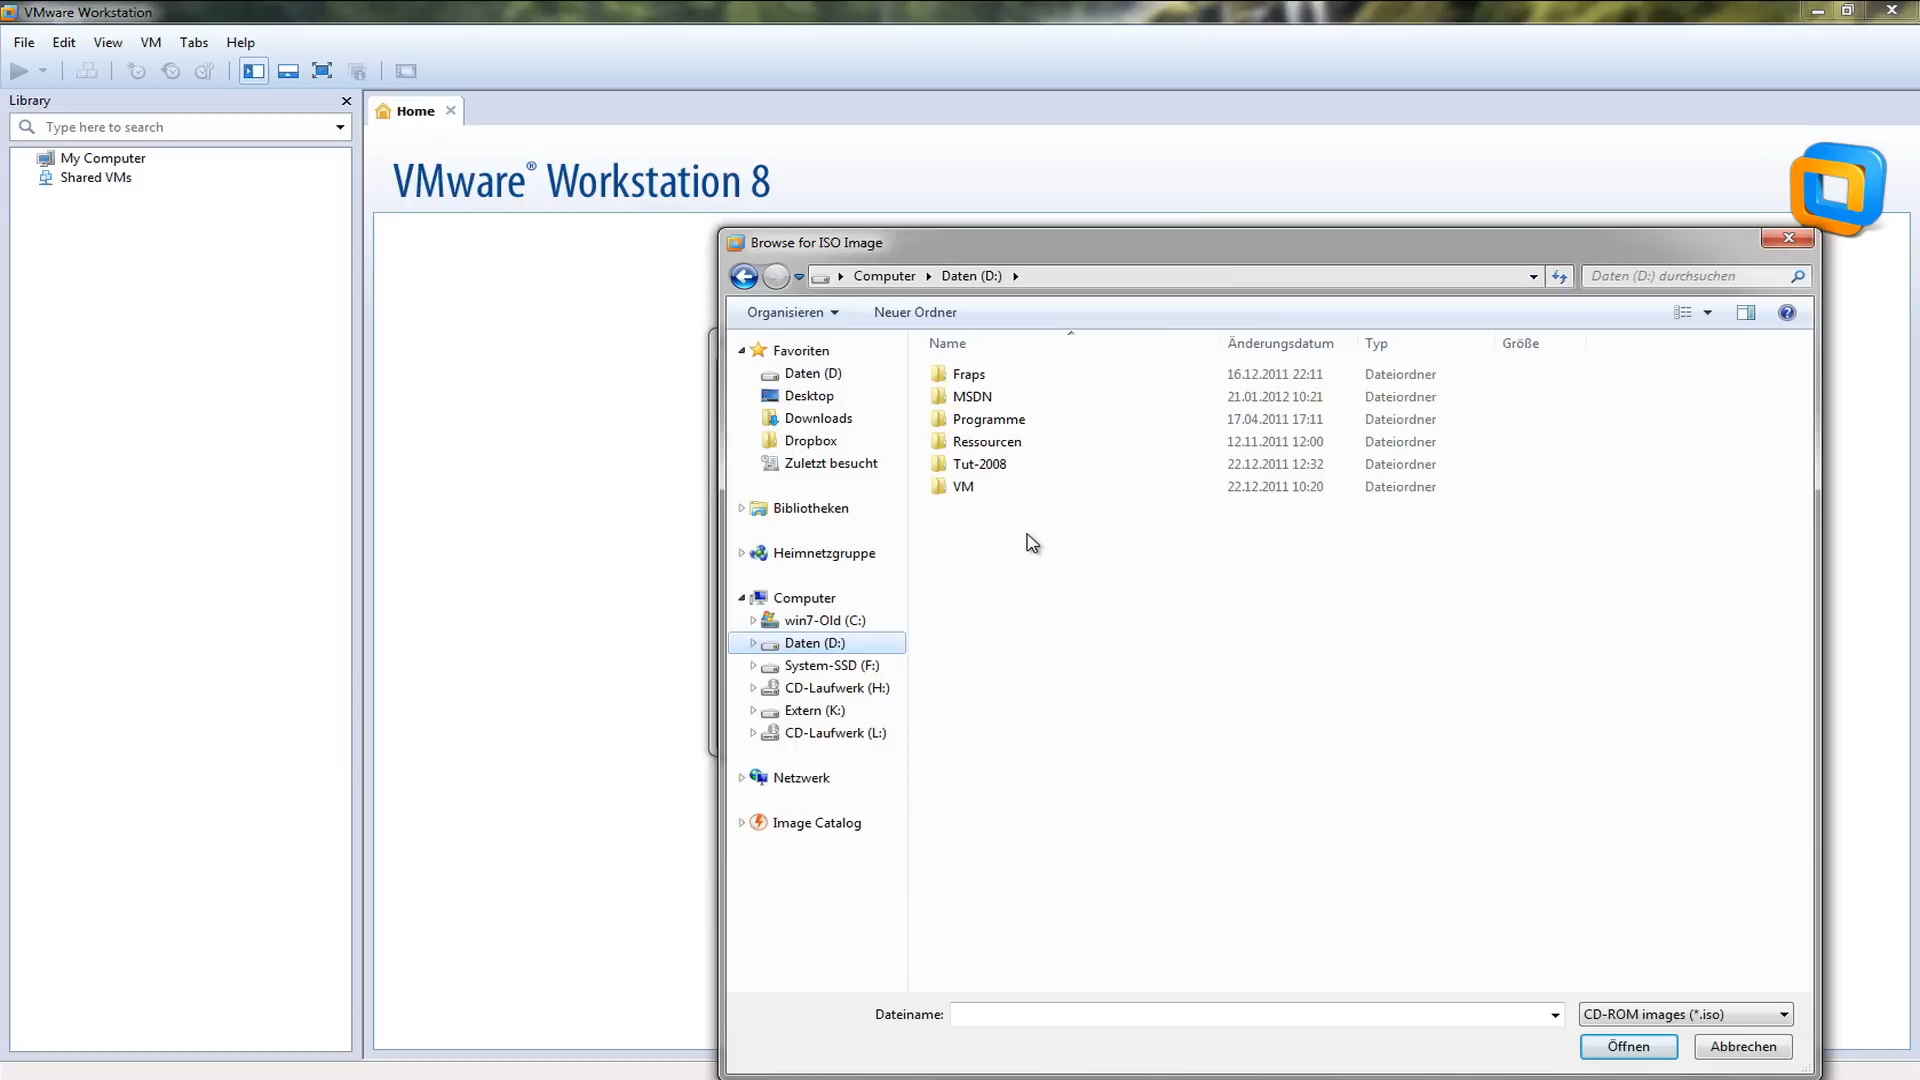 VMware Workstation
File Edit View VM Tabs Help
Library
Type here to search
My Computer
Shared VMs
Home
VMware® Workstation 8
Browse for ISO Image
Computer Daten (D:)
Daten (D:) durchsuchen
Organisieren Neuer Ordner
Favoriten
Daten (D)
Desktop
Downloads
Dropbox
Zuletzt besucht
Bibliotheken
Heimnetzgruppe
Computer
win7-Old (C:)
Daten (D:)
System-SSD (F:)
CD-Laufwerk (H:)
Extern (K:)
CD-Laufwerk (L:)
Netzwerk
Image Catalog
Name Änderungsdatum Typ Größe
Fraps 16.12.2011 22:11 Dateiordner
MSDN 21.01.2012 10:21 Dateiordner
Programme 17.04.2011 17:11 Dateiordner
Ressourcen 12.11.2011 12:00 Dateiordner
Tut-2008 22.12.2011 12:32 Dateiordner
VM 22.12.2011 10:20 Dateiordner
Dateiname:
CD-ROM images (*.iso)
Öffnen Abbrechen